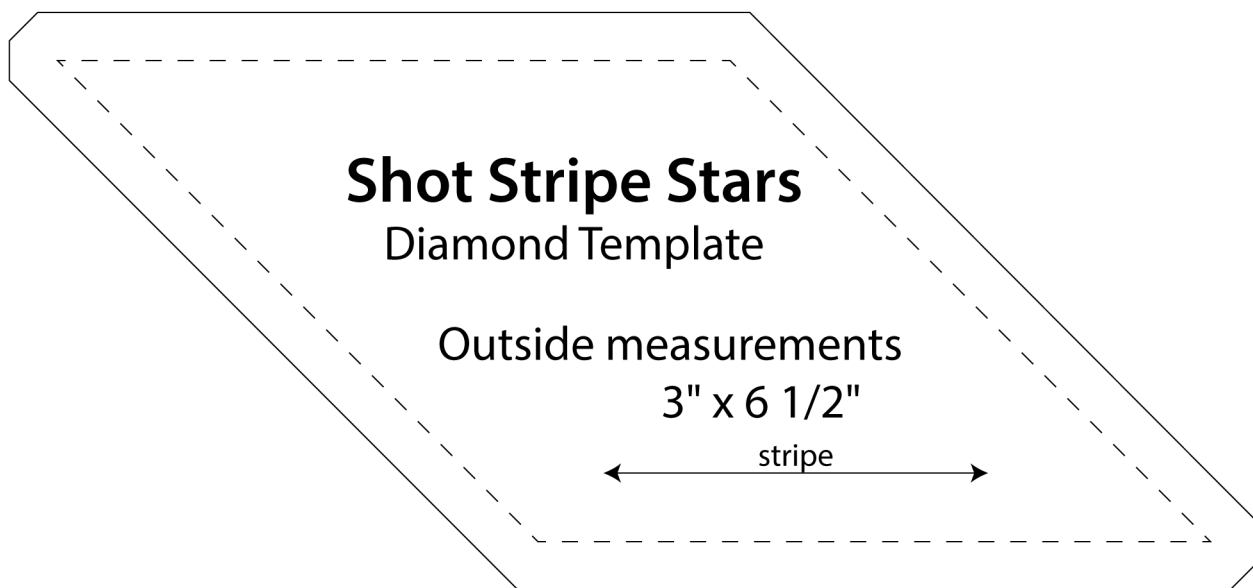 Shot Stripe Stars
Diamond Template
Outside measurements
3" x 6 1/2"
stripe